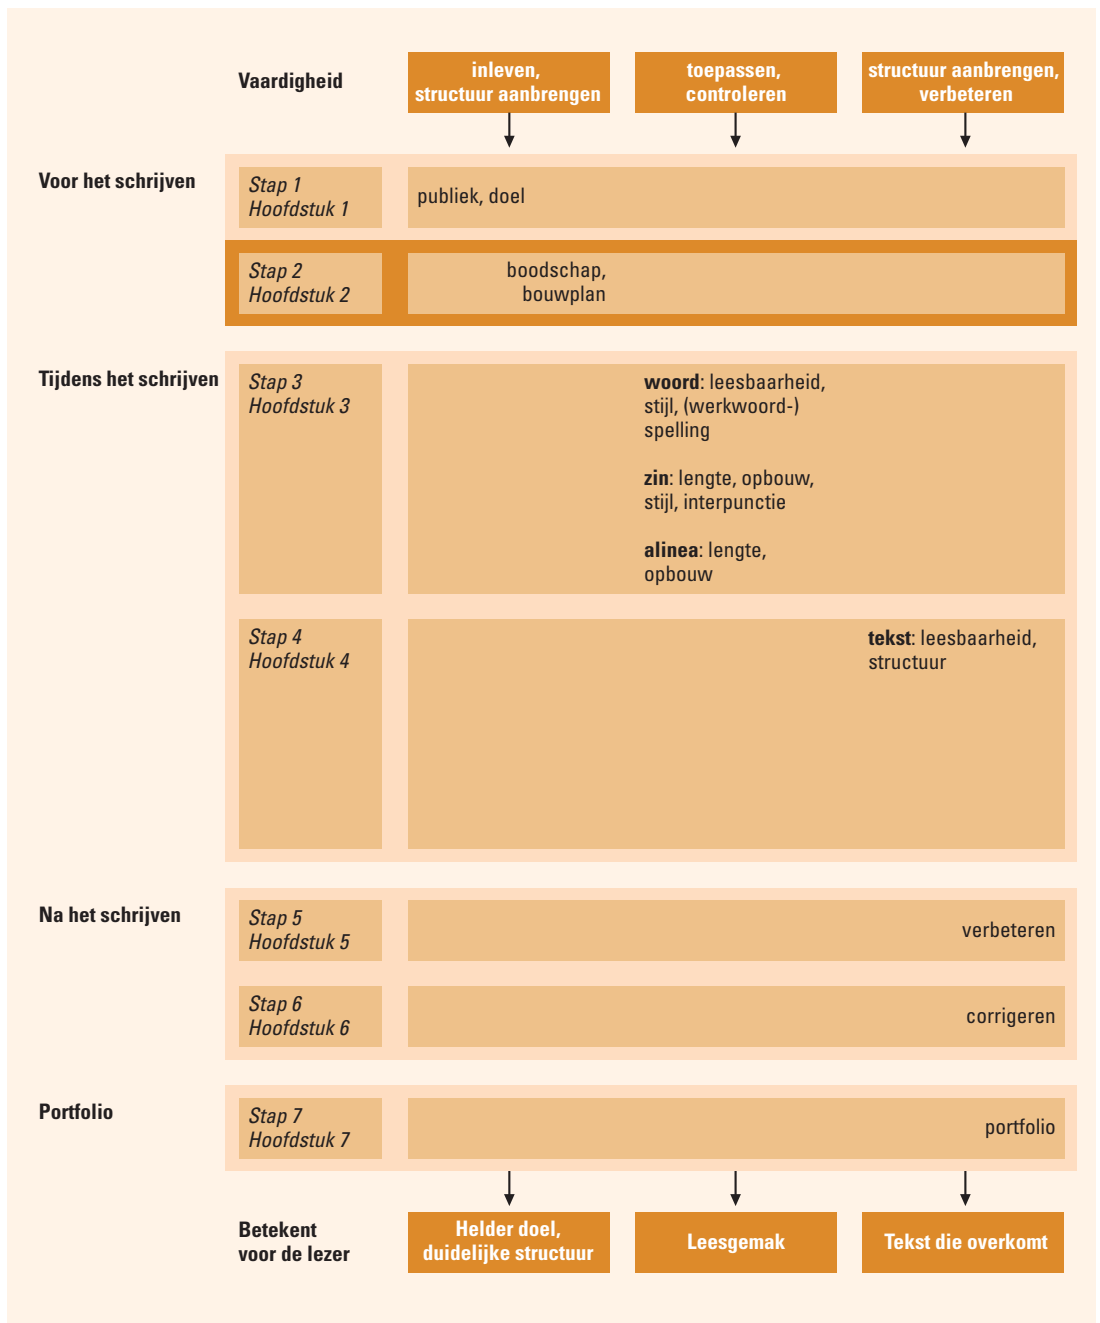 Vaardigheid
inleven,
structuur aanbrengen
toepassen,
controleren
structuur aanbrengen,
verbeteren
Voor het schrijven
Stap 1
Hoofdstuk 1
publiek, doel
Stap 2
Hoofdstuk 2
boodschap,
bouwplan
Tijdens het schrijven
Stap 3
Hoofdstuk 3
woord: leesbaarheid,
stijl, (werkwoord-)
spelling
zin: lengte, opbouw,
stijl, interpunctie
alinea: lengte,
opbouw
Stap 4
Hoofdstuk 4
tekst: leesbaarheid,
structuur
Na het schrijven
Stap 5
Hoofdstuk 5
verbeteren
Stap 6
Hoofdstuk 6
corrigeren
Portfolio
Stap 7
Hoofdstuk 7
portfolio
Betekent
voor de lezer
Helder doel,
duidelijke structuur
Leesgemak
Tekst die overkomt